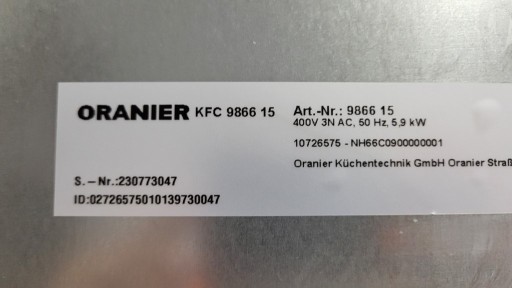 ORANIER KFC 9866 15
Art.-Nr.: 9866 15
400V 3N AC, 50 Hz, 5,9 kW
10726575 - NH66C0900000001
Oranier Küchentechnik GmbH Oranier Straß
S.-Nr.:230773047
ID:02726575010139730047